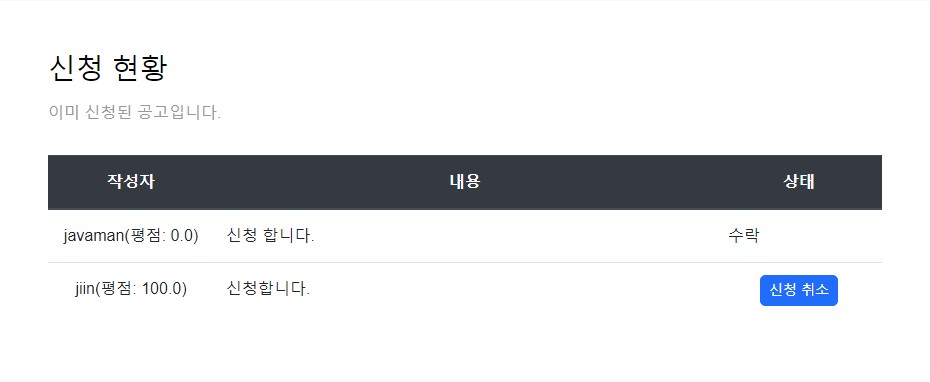 신청 현황
이미 신청된 공고입니다.
작성자 내용 상태
javaman(평점: 0.0) 신청 합니다. 수락
jiin(평점: 100.0) 신청합니다. 신청 취소